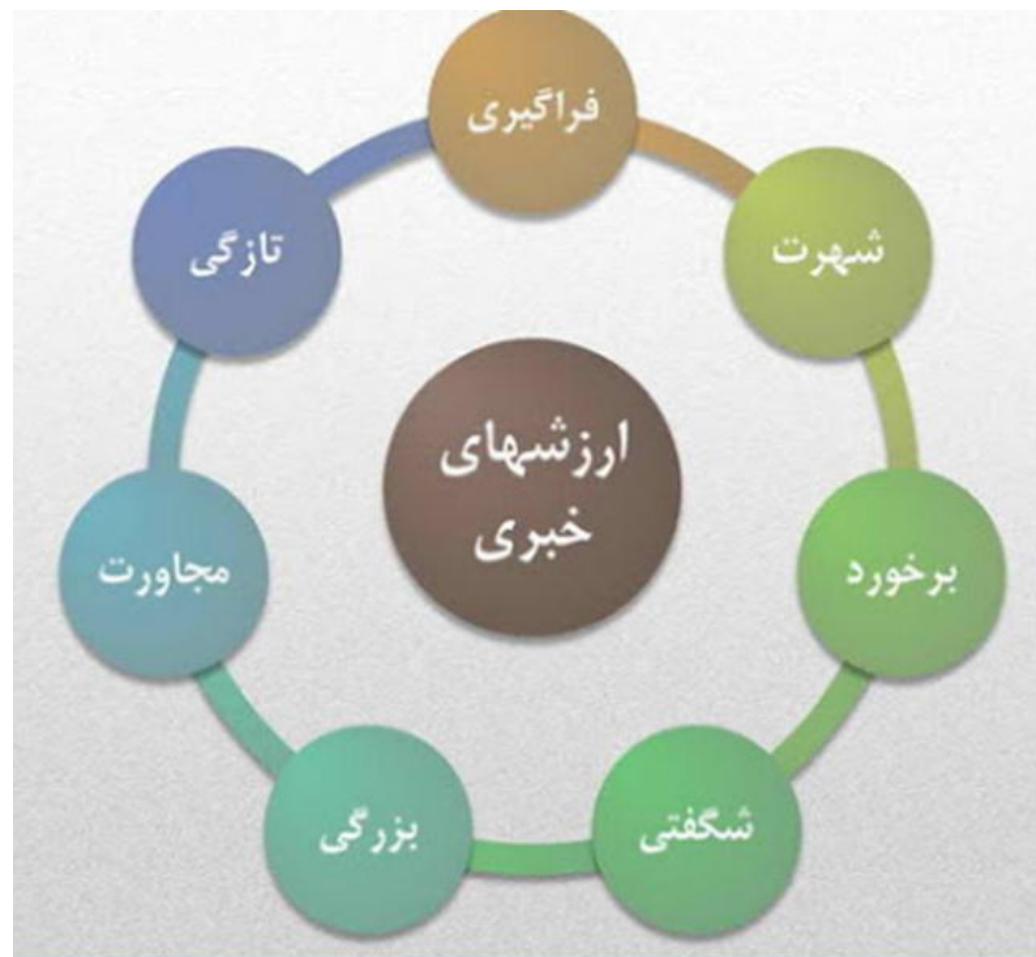 فراگیری
شهرت
برخورد
شگفتی
بزرگی
مجاورت
تازگی
ارزشهای
خبری